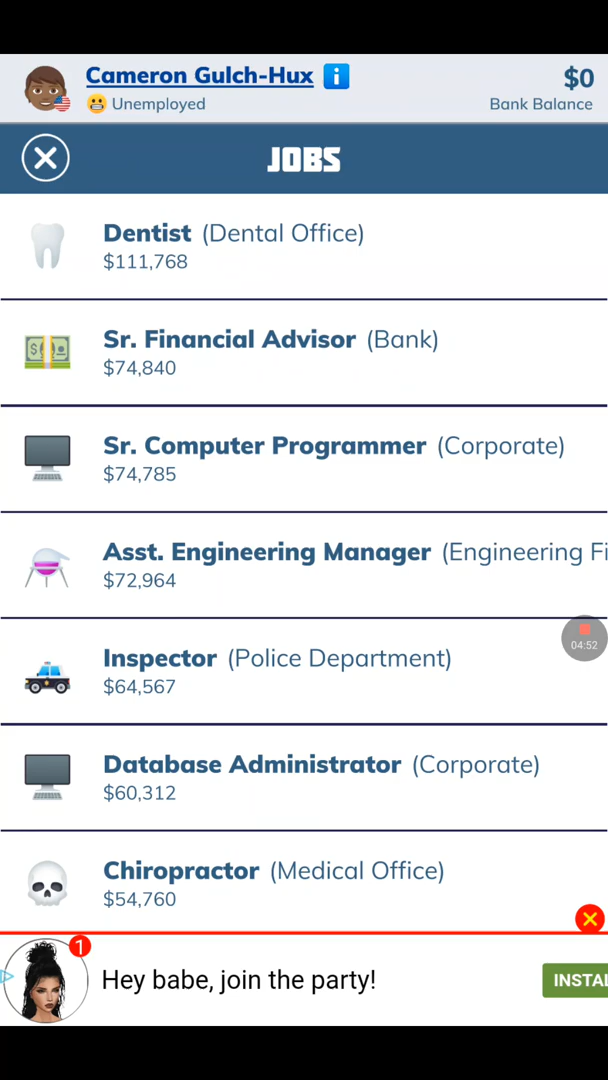 Cameron Gulch-Hux i $0
Unemployed Bank Balance
JOBS
Dentist (Dental Office)
$111,768
Sr. Financial Advisor (Bank)
$74,840
Sr. Computer Programmer (Corporate)
$74,785
Asst. Engineering Manager (Engineering Fi
$72,964
04:52
Inspector (Police Department)
$64,567
Database Administrator (Corporate)
$60,312
Chiropractor (Medical Office)
$54,760
1
Hey babe, join the party!
INSTAL